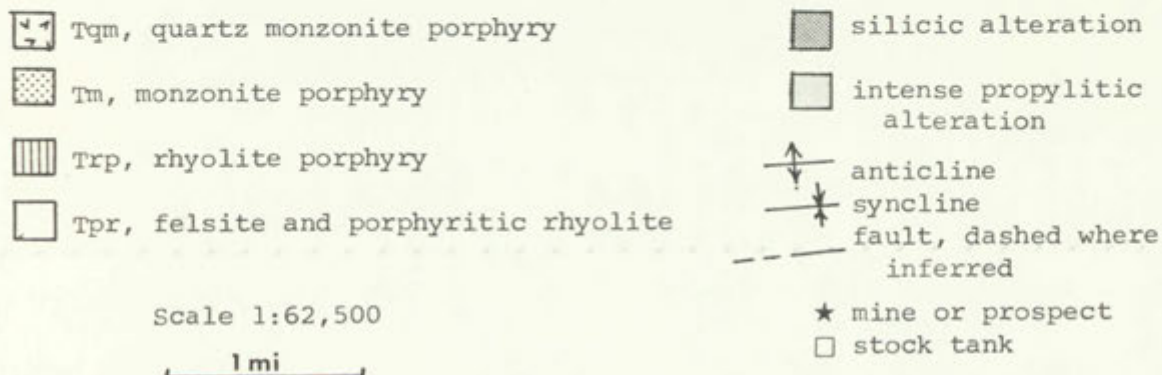 Tqm, quartz monzonite porphyry
Tm, monzonite porphyry
Trp, rhyolite porphyry
Tpr, felsite and porphyritic rhyolite
Scale 1:62,500
1 mi
silicic alteration
intense propylitic
alteration
anticline
syncline
fault, dashed where
inferred
mine or prospect
stock tank